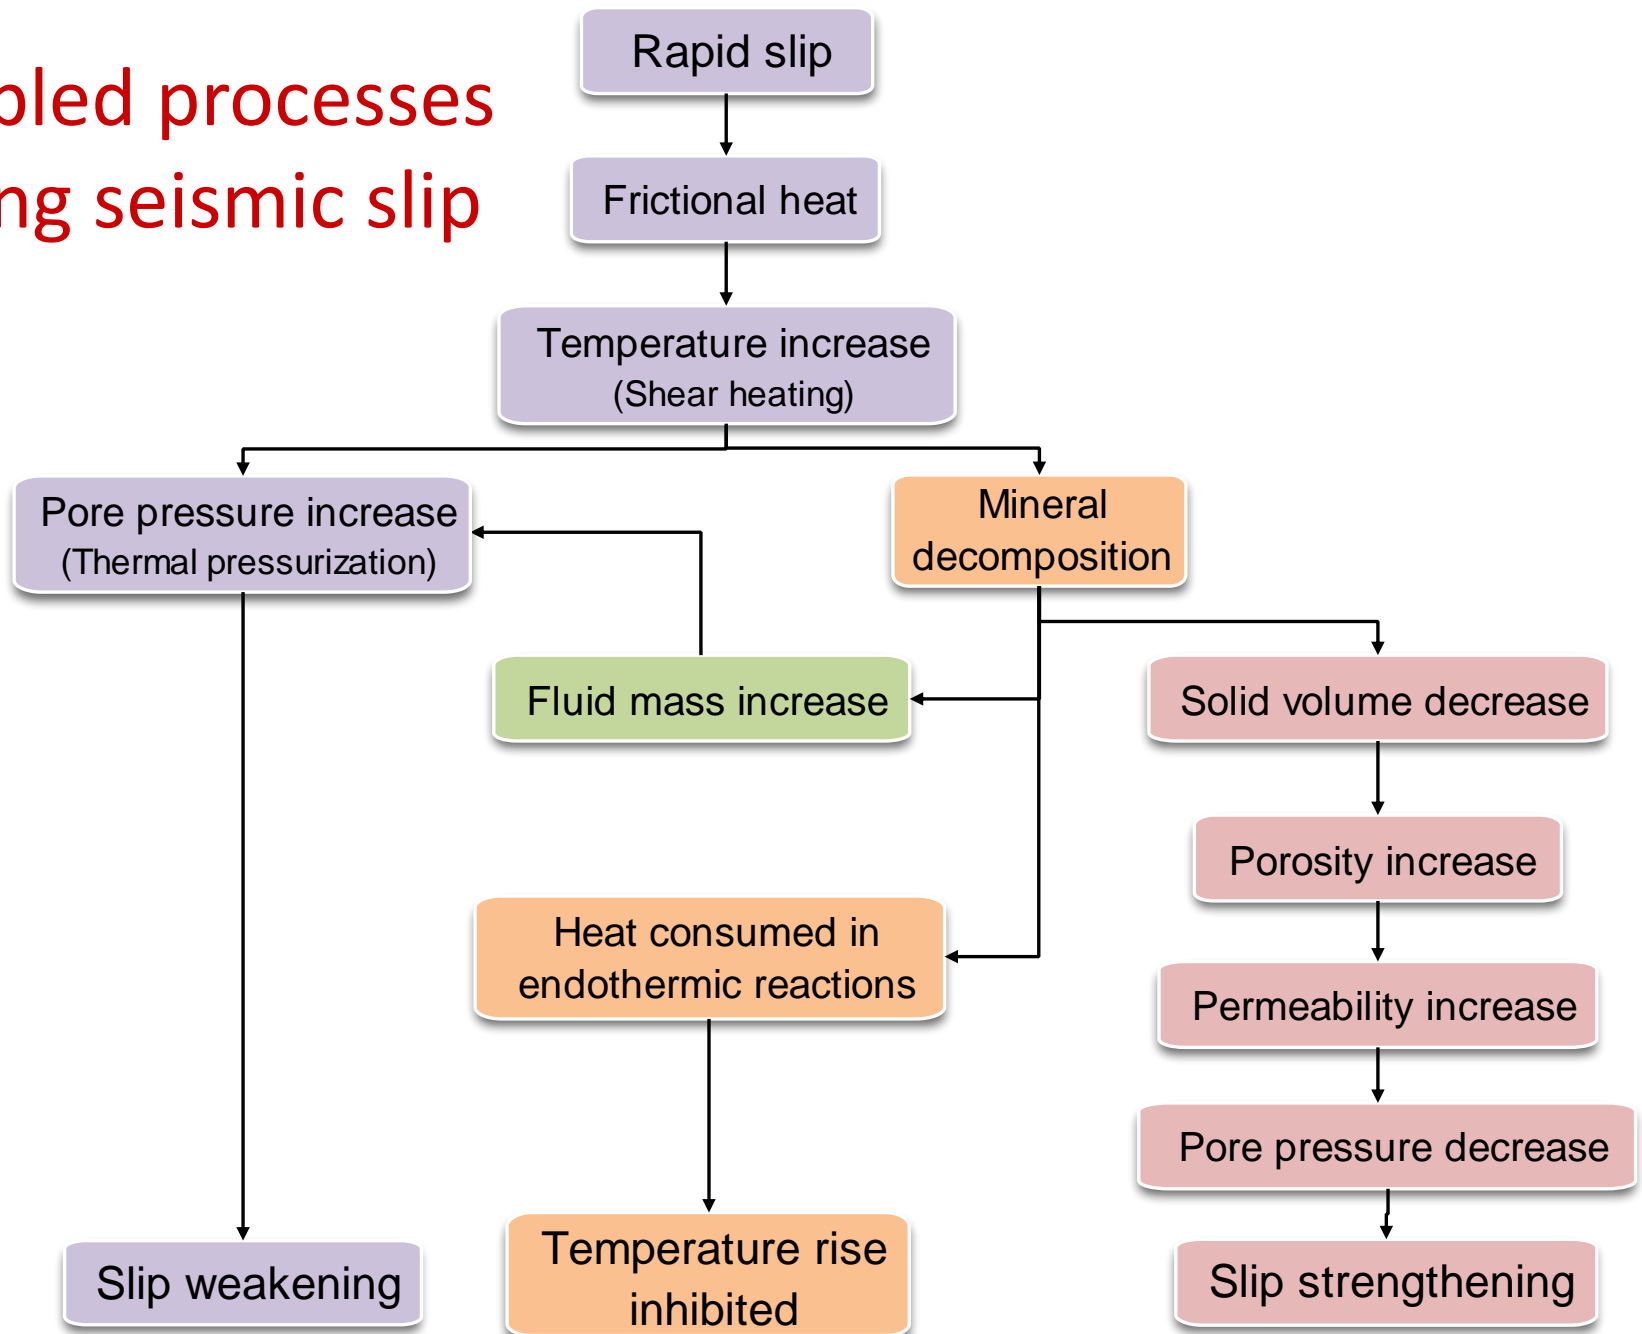 processes
seismic slip
Rapid slip
Frictional heat
Temperature increase
(Shear heating)
Pore pressure increase
(Thermal pressurization)
Mineral
decomposition
Fluid mass increase
Solid volume decrease
Porosity increase
Heat consumed in
endothermic reactions
Permeability increase
Pore pressure decrease
Slip weakening
Temperature rise
inhibited
Slip strengthening